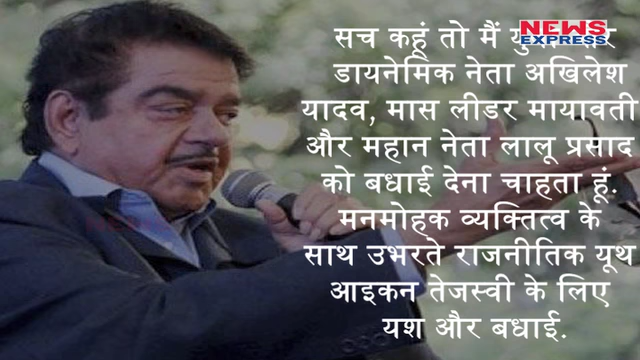 NEWS
EXPRESS
सच कहूं तो मैं
डायनेमिक नेता अखिलेश
यादव, मास लीडर मायावती
और महान नेता लालू प्रसाद
को बधाई देना चाहता हूं.
मनमोहक व्यक्तित्व के
साथ उभरते राजनीतिक यूथ
आइकन तेजस्वी के लिए
यश और बधाई.